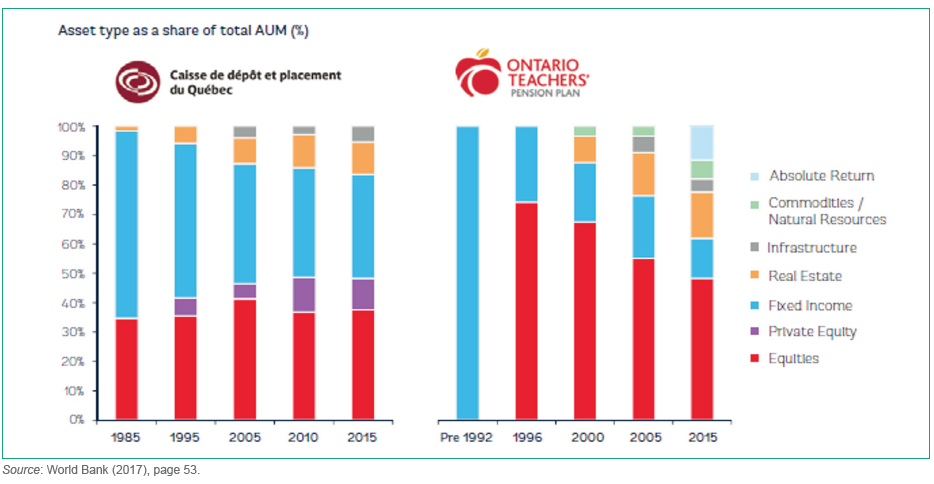 Asset type as a share of total AUM (%)
Caisse de dépôt et placement
du Québec
ONTARIO
TEACHERS'
PENSION PLAN
100%
90%
80%
70%
60%
50%
40%
30%
20%
10%
0%
1985
1995
2005
2010
2015
Pre 1992
1996
2000
2005
2015
Absolute Return
Commodities /
Natural Resources
Infrastructure
Real Estate
Fixed Income
Private Equity
Equities
Source: World Bank (2017), page 53.